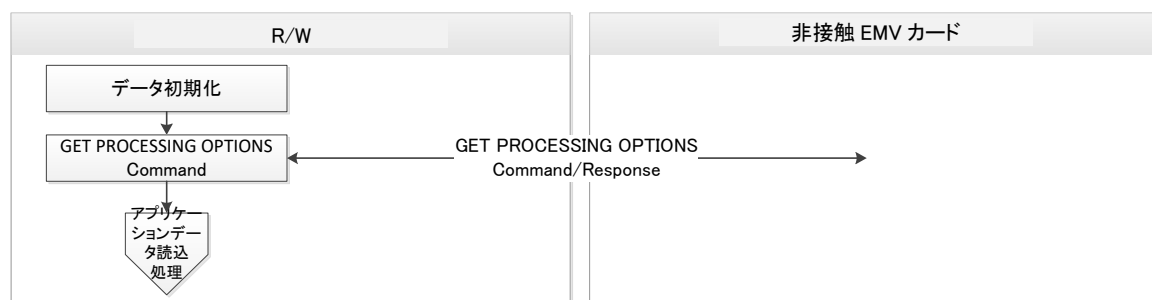 R/W
非接触 EMV カード
データ初期化
GET PROCESSING OPTIONS
Command
GET PROCESSING OPTIONS
Command/Response
アプリケー
ションデー
タ読込
処理